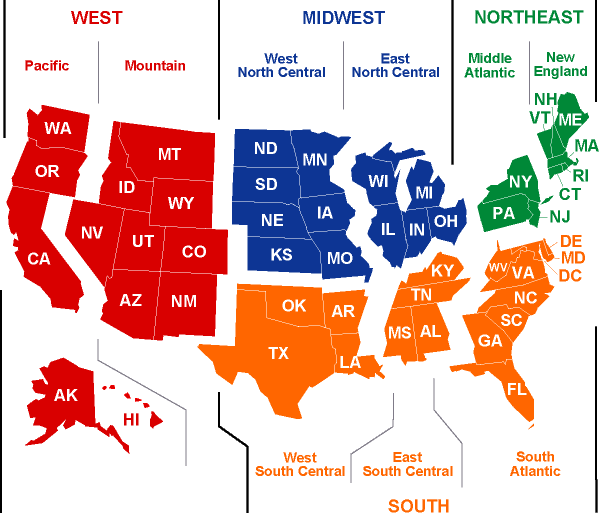 WEST
MIDWEST
NORTHEAST
Pacific
Mountain
West
North Central
East
North Central
Middle
Atlantic
New
England
WA
OR
CA
NV
ID
MT
WY
UT
CO
AZ
NM
AK
HI
ND
SD
NE
KS
MN
IA
MO
WI
MI
IL
IN
OH
NH
VT
ME
MA
RI
CT
NY
PA
NJ
DE
MD
DC
WV
VA
KY
TN
NC
SC
GA
FL
OK
AR
TX
LA
MS
AL
West
South Central
East
South Central
South
Atlantic
SOUTH